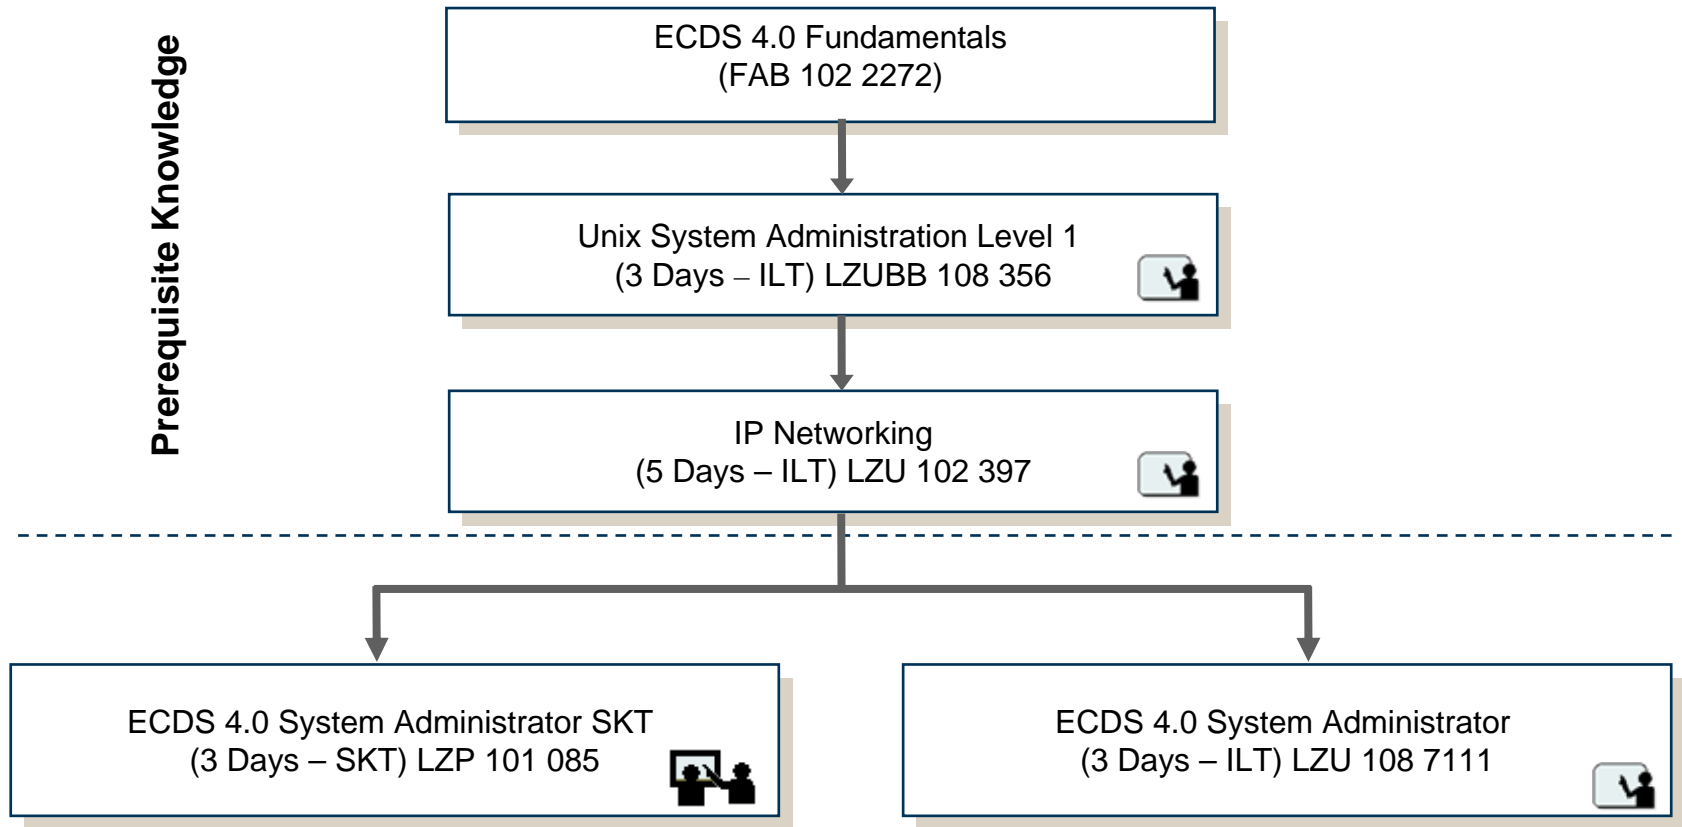 Prerequisite Knowledge
ECDS 4.0 Fundamentals
(FAB 102 2272)
Unix System Administration Level 1
(3 Days – ILT) LZUBB 108 356
IP Networking
(5 Days – ILT) LZU 102 397
ECDS 4.0 System Administrator SKT
(3 Days – SKT) LZP 101 085
ECDS 4.0 System Administrator
(3 Days – ILT) LZU 108 7111